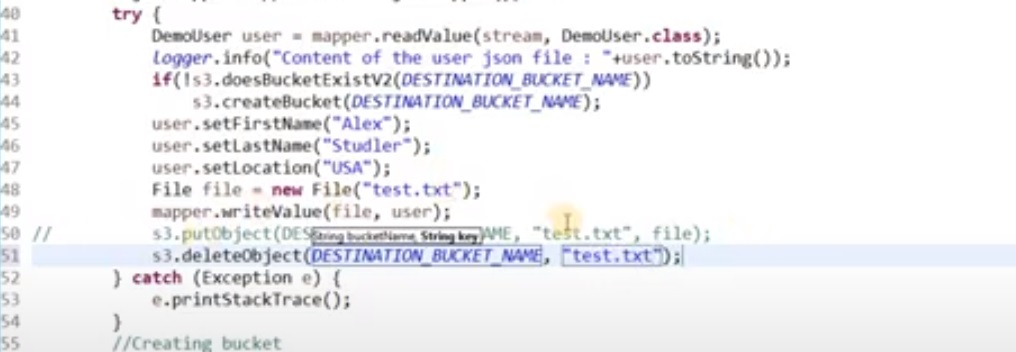 40 try {
41 DemoUser user = mapper.readValue(stream, DemoUser.class);
42 logger.info("Content of the user json file : "+user.toString());
43 if(!s3.doesBucketExistV2(DESTINATION_BUCKET_NAME))
44 s3.createBucket(DESTINATION_BUCKET_NAME);
45 user.setFirstName("Alex");
46 user.setLastName("Studler");
47 user.setLocation("USA");
48 File file = new File("test.txt");
49 mapper.writeValue(file, user);
50 // s3.putObject(DES String bucketName, String key AME, "test.txt", file);
51 s3.deleteObject(DESTINATION_BUCKET_NAME, "test.txt");
52 } catch (Exception e) {
53 e.printStackTrace();
54 }
55 //Creating bucket